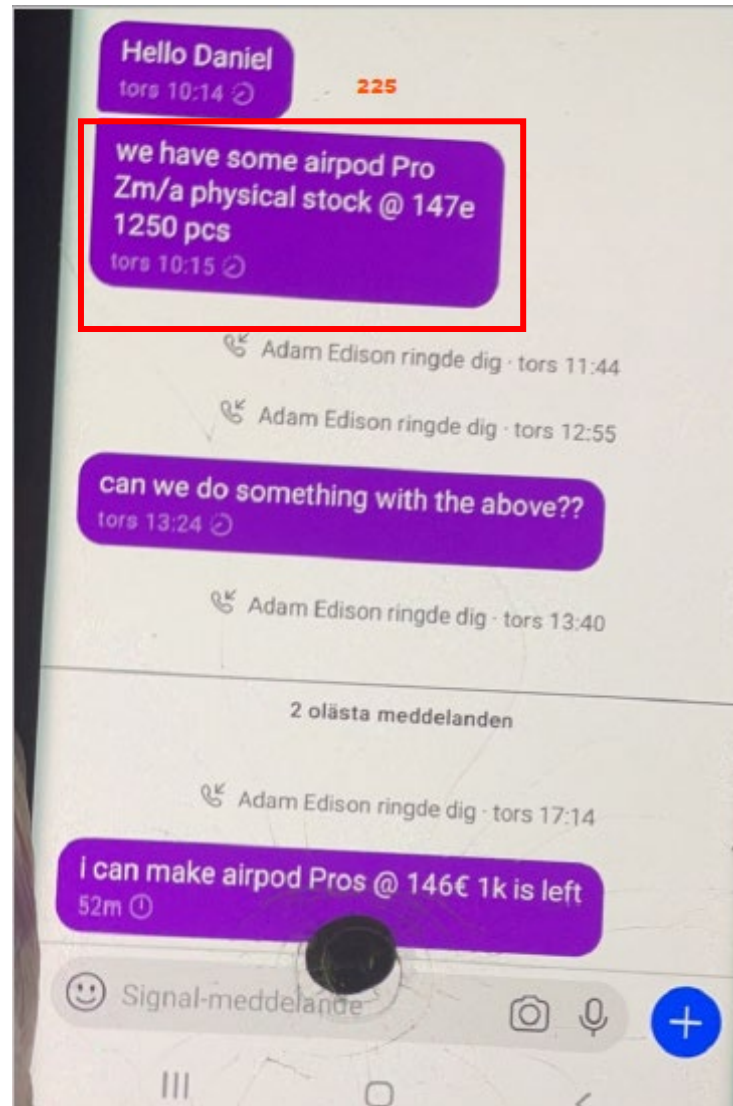 Hello Daniel
tors 10:14
225
we have some airpod Pro
Zm/a physical stock @ 147e
1250 pcs
tors 10:15
Adam Edison ringde dig · tors 11:44
Adam Edison ringde dig · tors 12:55
can we do something with the above??
tors 13:24
Adam Edison ringde dig · tors 13:40
2 olästa meddelanden
Adam Edison ringde dig · tors 17:14
i can make airpod Pros @ 146€ 1k is left
52m
Signal-meddelande